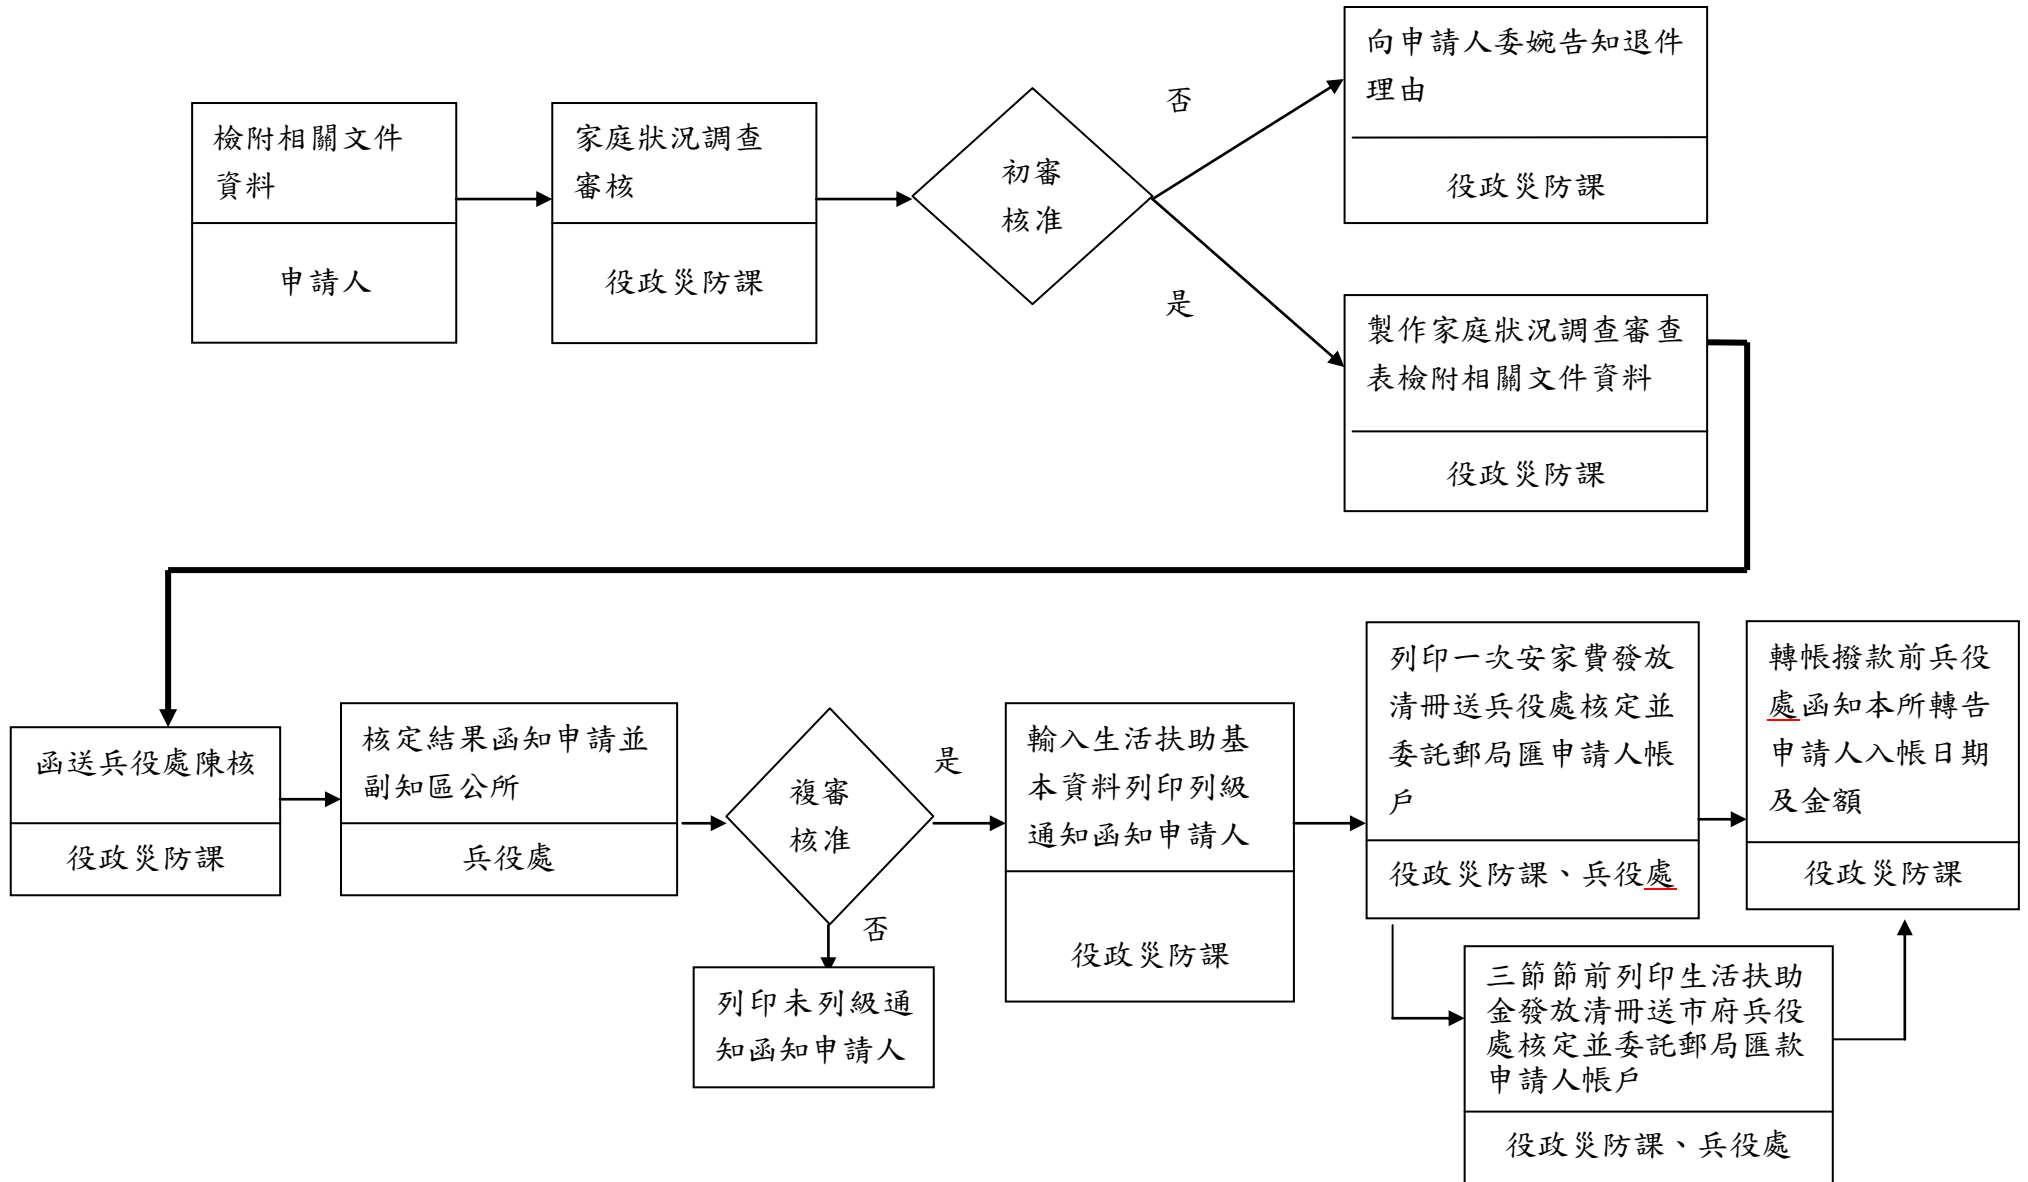 檢附相關文件
資料
申請人
家庭狀況調查
審核
役政災防課
初審
核准
否
向申請人委婉告知退件
理由
役政災防課
是
製作家庭狀況調查審查
表檢附相關文件資料
役政災防課
函送兵役處陳核
役政災防課
核定結果函知申請並
副知區公所
兵役處
複審
核准
是
否
列印未列級通
知函知申請人
輸入生活扶助基
本資料列印列級
通知函知申請人
役政災防課
列印一次安家費發放
清冊送兵役處核定並
委託郵局匯申請人帳
戶
役政災防課、兵役處
三節節前列印生活扶助
金發放清冊送市府兵役
處核定並委託郵局匯款
申請人帳戶
役政災防課、兵役處
轉帳撥款前兵役
處函知本所轉告
申請人入帳日期
及金額
役政災防課